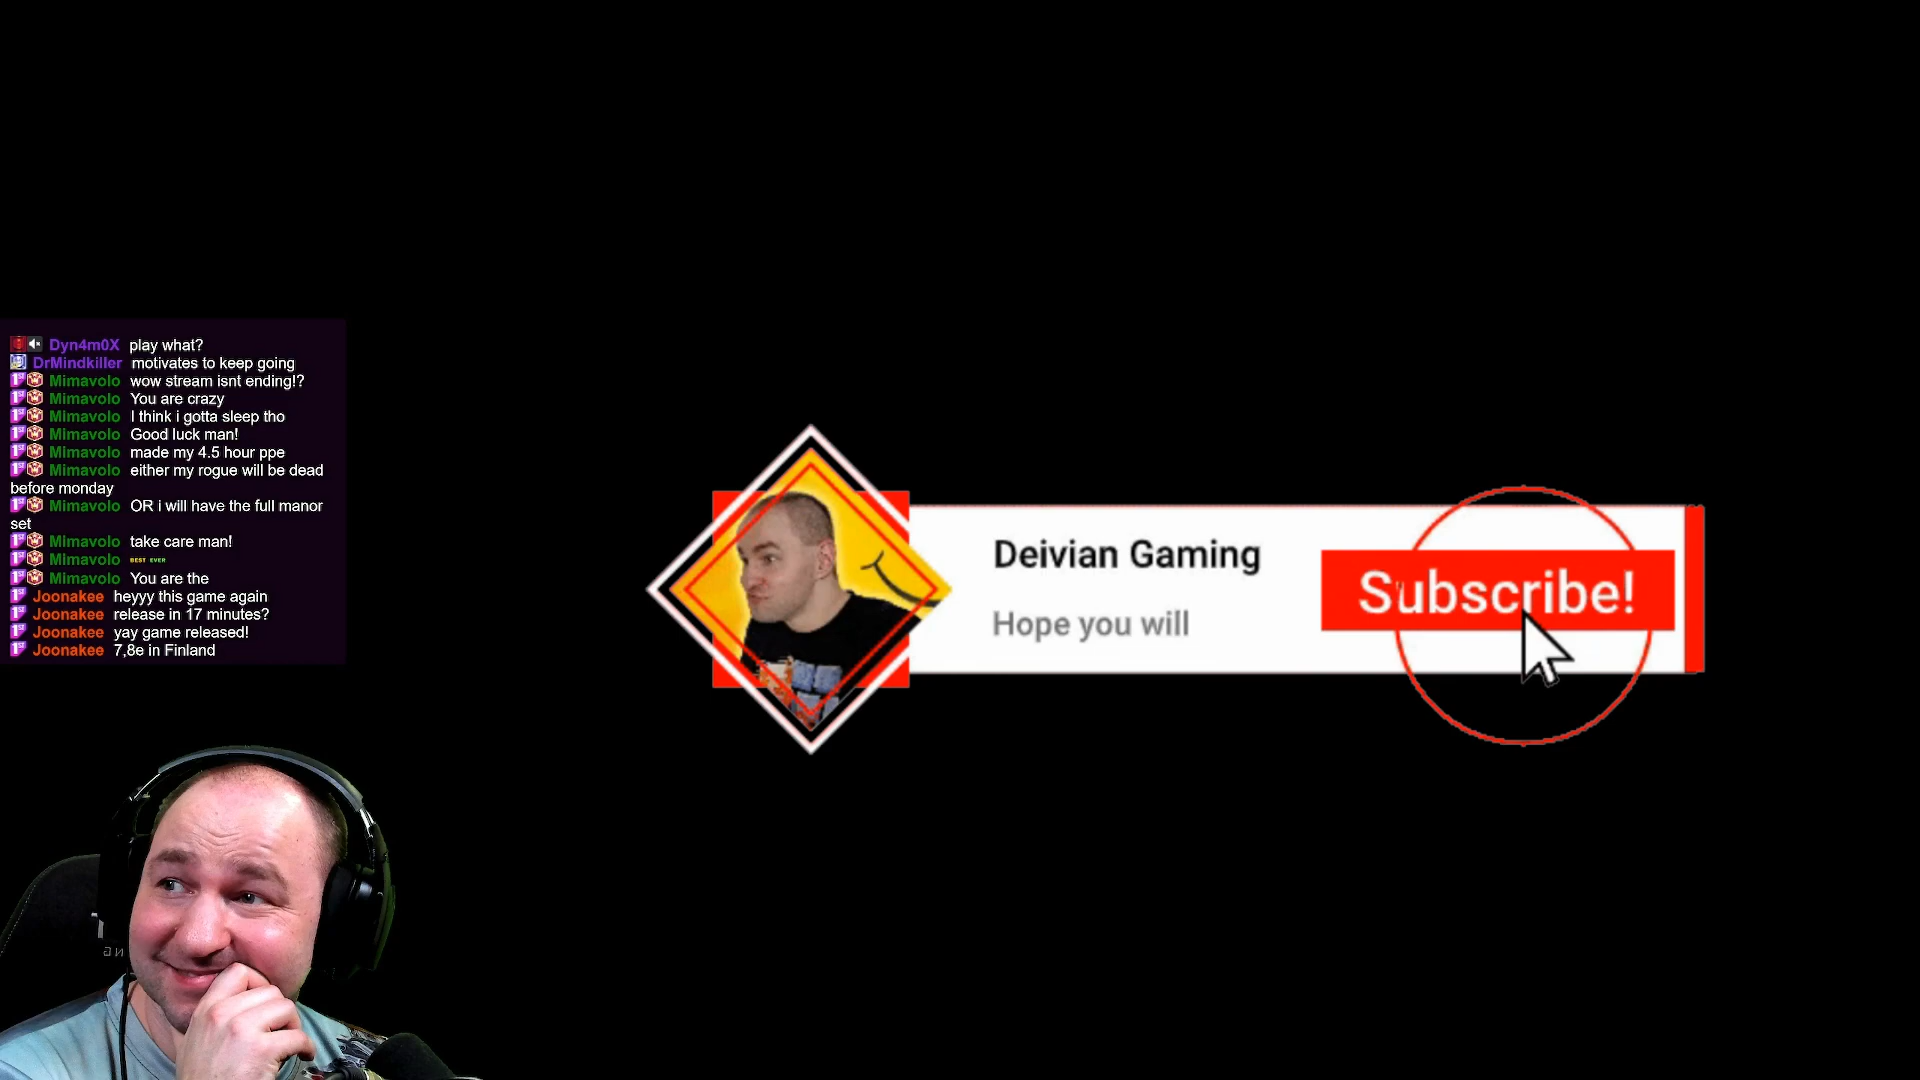 Dyn4m0X play what?
DrMindkiller motivates to keep going
Mimavolo wow stream isnt ending!?
Mimavolo You are crazy
Mimavolo I think i gotta sleep tho
Mimavolo Good luck man!
Mimavolo made my 4.5 hour ppe
Mimavolo either my rogue will be dead
before monday
Mimavolo OR i will have the full manor
set
Mimavolo take care man!
Mimavolo BEST EVER
Mimavolo You are the
Joonakee heyyy this game again
Joonakee release in 17 minutes?
Joonakee yay game released!
Joonakee 7,8e in Finland
Deivian Gaming
Hope you will
Subscribe!